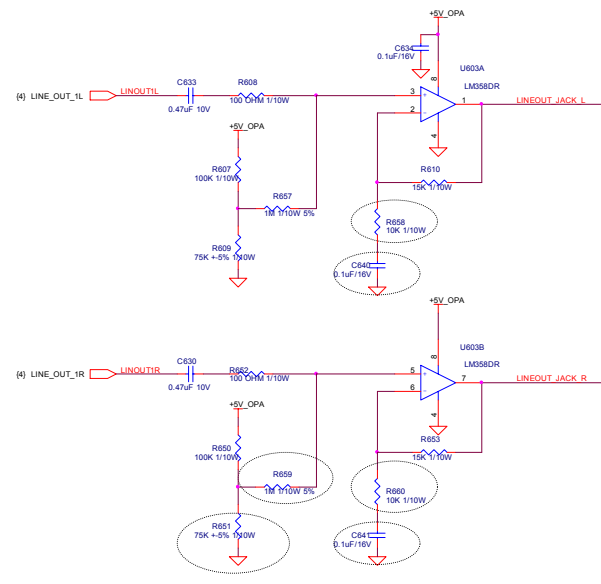 +5V_OPA
C634
0.1uF/16V
U603A
LM358DR
8
C633
R608
{4} LINE_OUT_1L
LINOUT1L
3
+
1
LINEOUT_JACK_L
0.47uF 10V
100 OHM 1/10W
2
-
+5V_OPA
4
R607
100K 1/10W
R610
15K 1/10W
R657
1M 1/10W 5%
R658
10K 1/10W
R609
75K +-5% 1/10W
C640
0.1uF/16V
+5V_OPA
U603B
LM358DR
8
C630
R652
{4} LINE_OUT_1R
LINOUT1R
5
+
7
LINEOUT_JACK_R
0.47uF 10V
100 OHM 1/10W
6
-
+5V_OPA
4
R650
100K 1/10W
R653
15K 1/10W
R659
1M 1/10W 5%
R660
10K 1/10W
R651
75K +-5% 1/10W
C641
0.1uF/16V